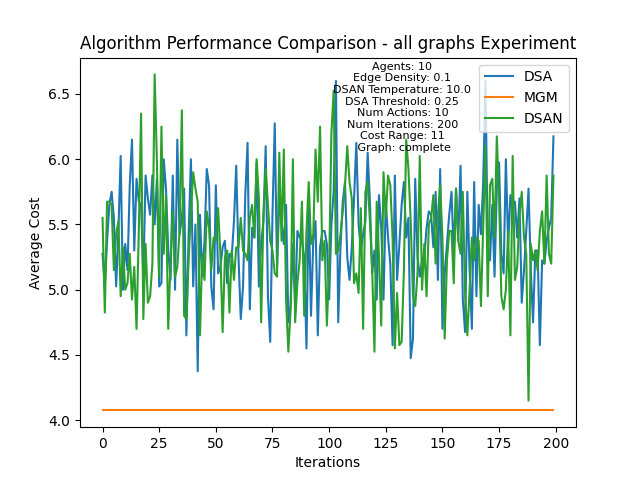 Algorithm Performance Comparison - all graphs Experiment
Agents: 10
Edge Density: 0.1
DSAN Temperature: 10.0
DSA Threshold: 0.25
Num Actions: 10
Num Iterations: 200
Cost Range: 11
Graph: complete
DSA
MGM
DSAN
Average Cost
6.5
6.0
5.5
5.0
4.5
4.0
0 25 50 75 100 125 150 175 200
Iterations